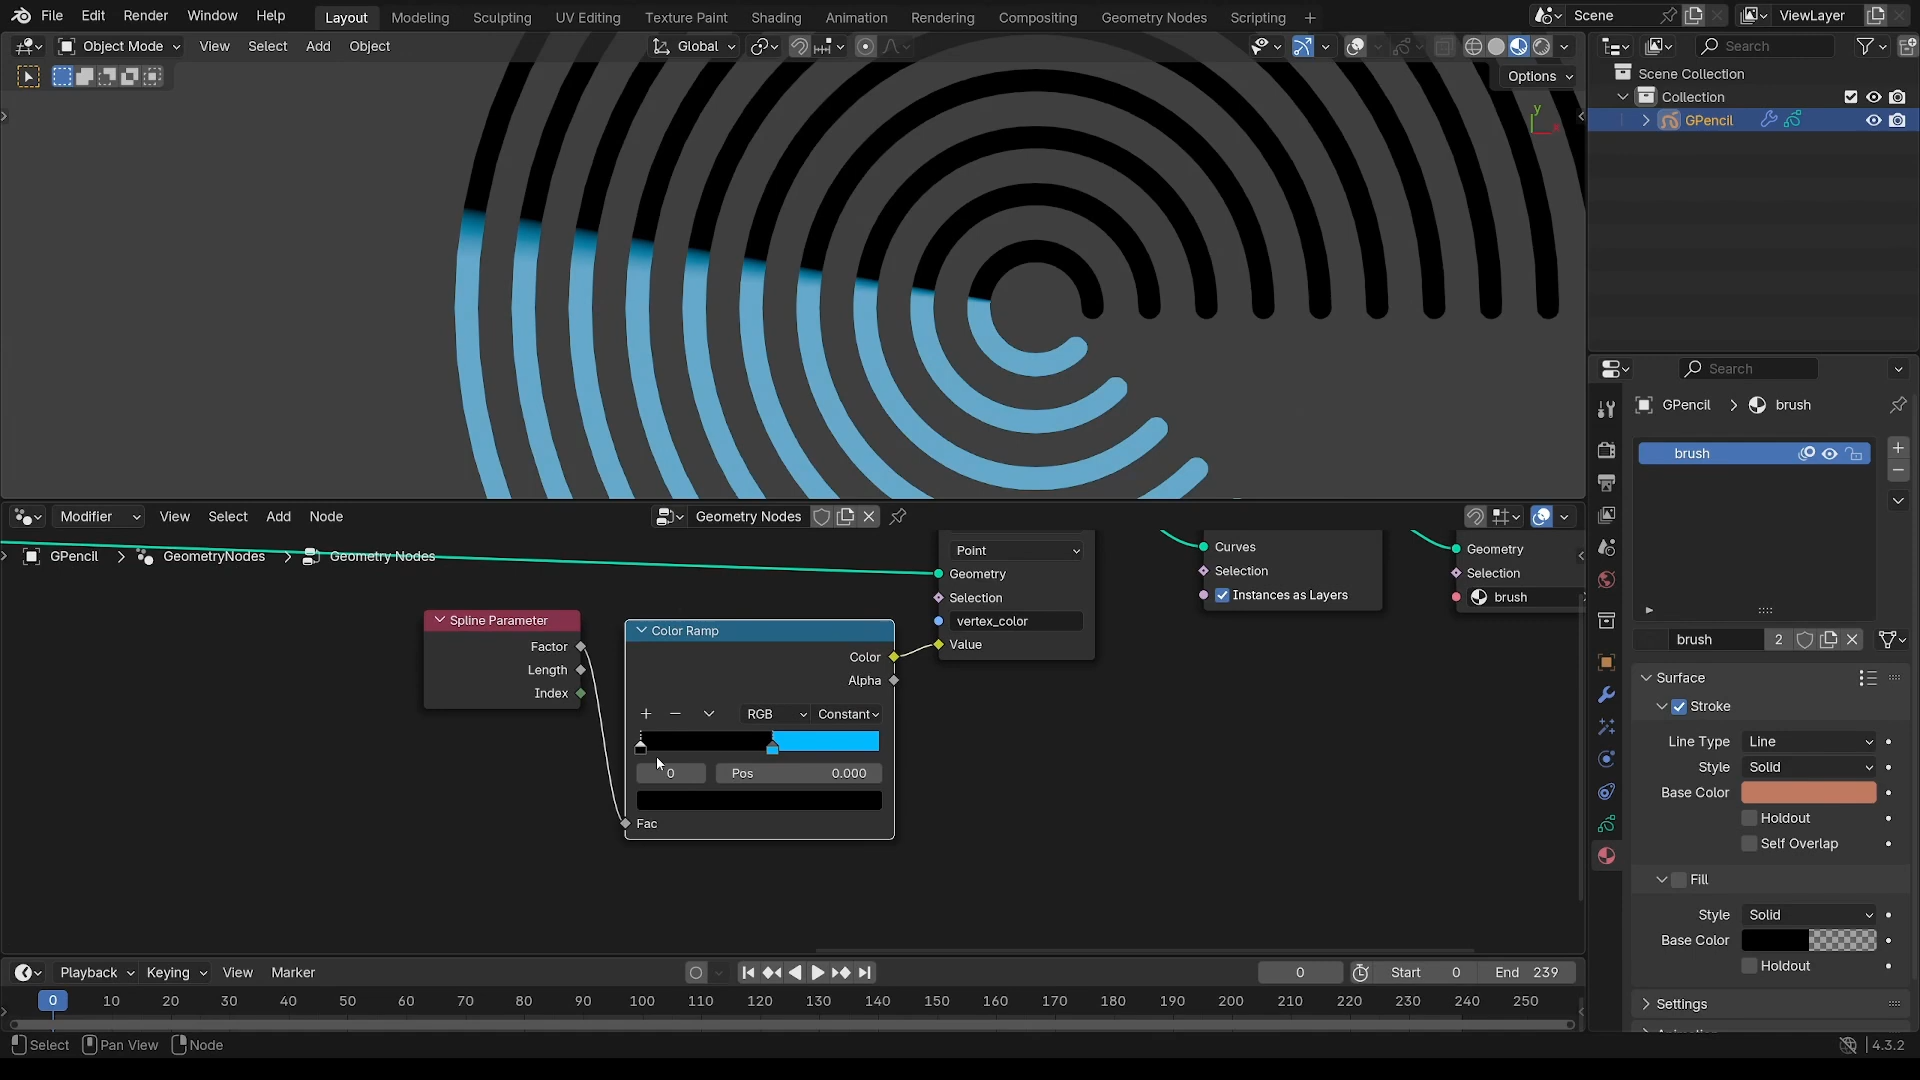 File Edit Render Window Help Layout Modeling Sculpting UV Editing Texture Paint Shading Animation Rendering Compositing Geometry Nodes Scripting + Scene ViewLayer
Object Mode View Select Add Object Global Search
Options
Scene Collection
Collection
GPencil
y
x
Search
GPencil > brush
brush
Modifier View Select Add Node Geometry Nodes
GPencil > GeometryNodes > Geometry Nodes
Point
Geometry
Selection
vertex_color
Value
Curves
Selection
Instances as Layers
Geometry
Selection
brush
Spline Parameter
Factor
Length
Index
Color Ramp
Color
Alpha
RGB Constant
0 Pos 0.000
Fac
brush 2
Surface
Stroke
Line Type Line
Style Solid
Base Color
Holdout
Self Overlap
Fill
Style Solid
Base Color
Holdout
Settings
Playback Keying View Marker 0 Start 0 End 239
0 10 20 30 40 50 60 70 80 90 100 110 120 130 140 150 160 170 180 190 200 210 220 230 240 250
Select Pan View Node 4.3.2